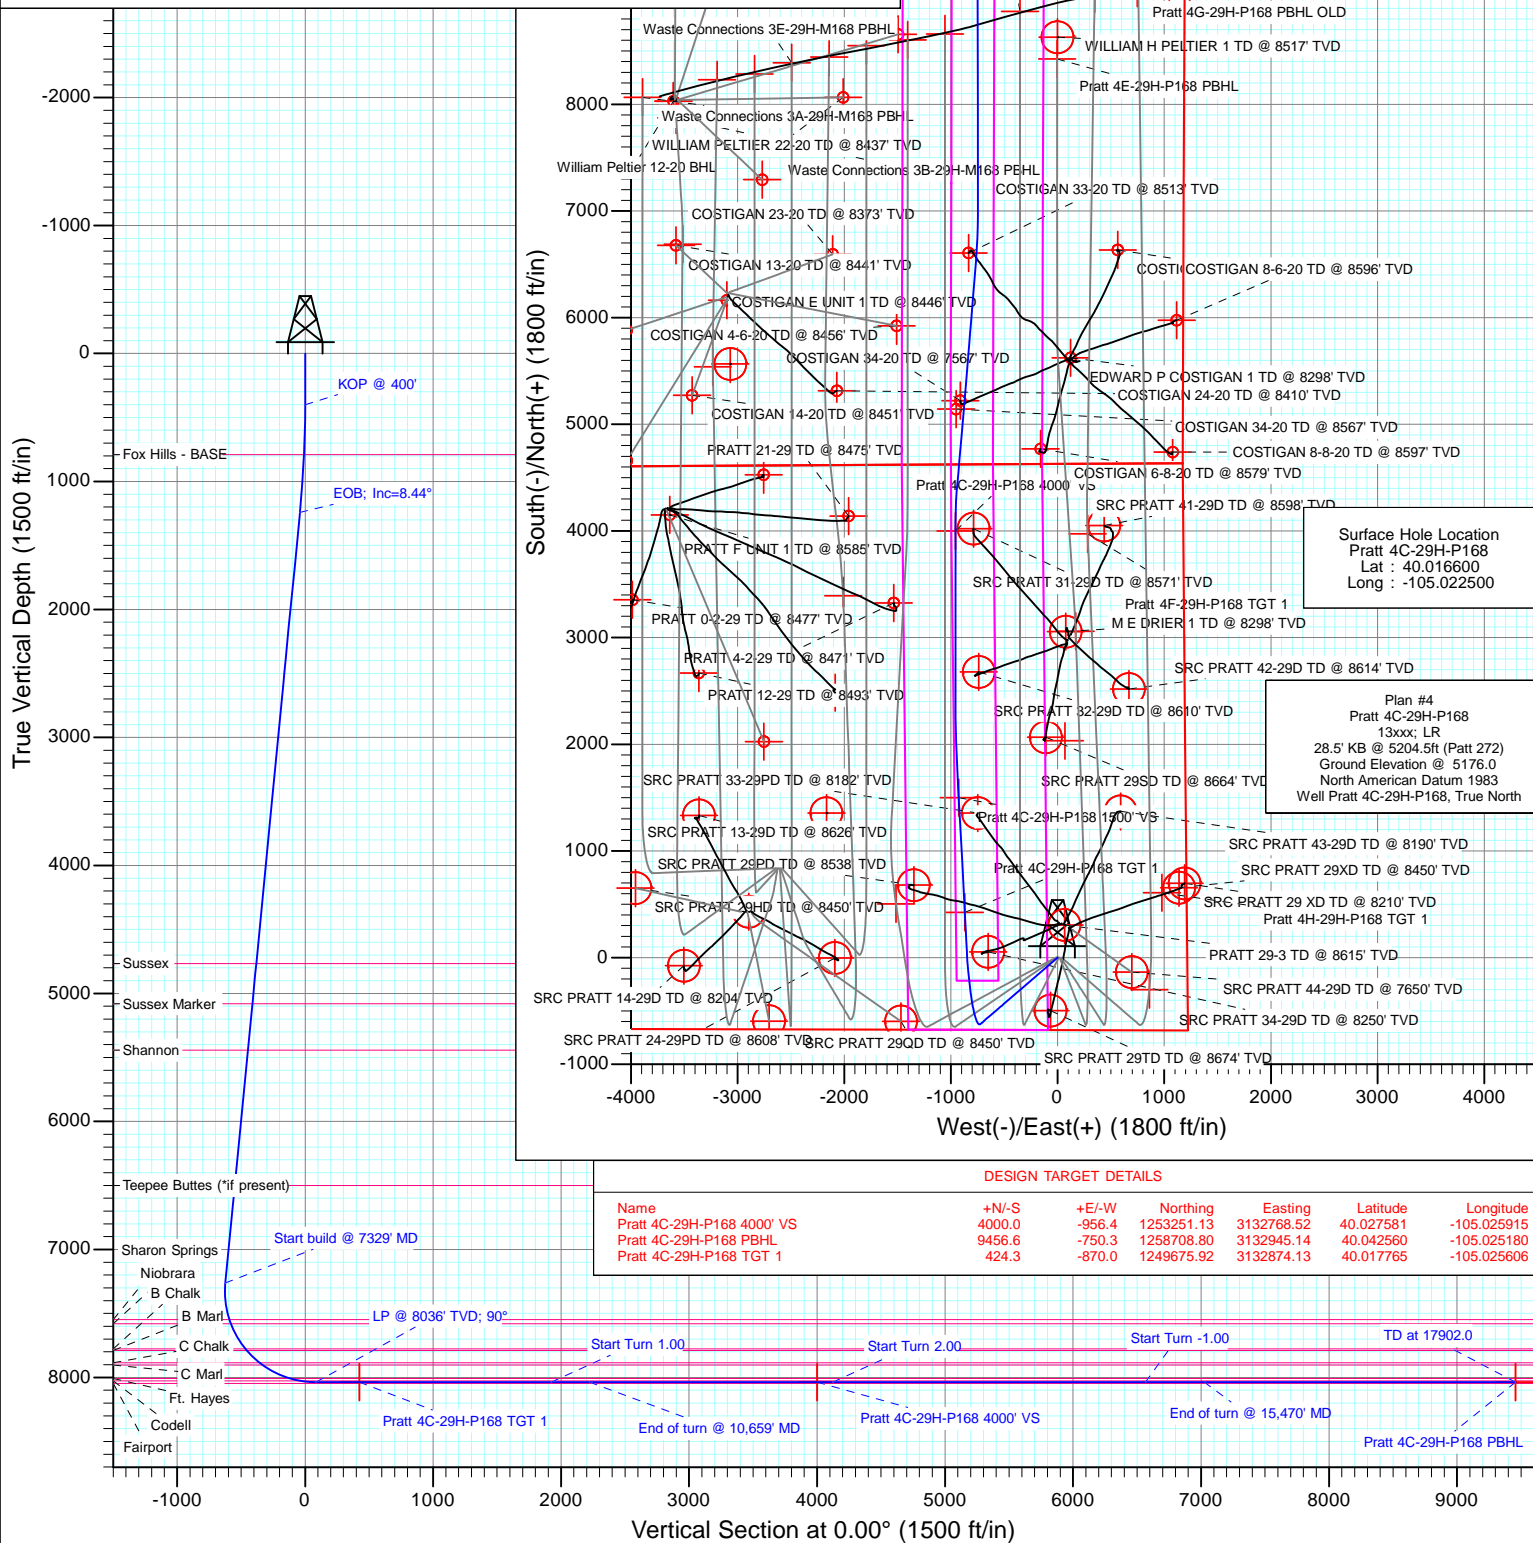 True Vertical Depth (1500 ft/in)
-2000
-1000
0
1000
2000
3000
4000
5000
6000
7000
8000
KOP @ 400'
Fox Hills - BASE
EOB; Inc=8.44°
Sussex
Sussex Marker
Shannon
Teepee Buttes (*if present)
Sharon Springs
Niobrara
B Chalk
B Marl
C Chalk
C Marl
Ft. Hayes
Codell
Fairport
Start build @ 7329' MD
LP @ 8036' TVD; 90°
Start Turn 1.00
Start Turn 2.00
Start Turn -1.00
TD at 17902.0
Pratt 4C-29H-P168 TGT 1
End of turn @ 10,659' MD
Pratt 4C-29H-P168 4000' VS
End of turn @ 15,470' MD
Pratt 4C-29H-P168 PBHL
-1000
0
1000
2000
3000
4000
5000
6000
7000
8000
9000
Vertical Section at 0.00° (1500 ft/in)
South(-)/North(+) (1800 ft/in)
8000
7000
6000
5000
4000
3000
2000
1000
0
-1000
-4000
-3000
-2000
-1000
0
1000
2000
3000
4000
West(-)/East(+) (1800 ft/in)
Pratt 4G-29H-P168 PBHL OLD
Waste Connections 3E-29H-M168 PBHL
WILLIAM H PELTIER 1 TD @ 8517' TVD
Pratt 4E-29H-P168 PBHL
Waste Connections 3A-29H-M168 PBHL
WILLIAM PELTIER 22-20 TD @ 8437' TVD
William Peltier 12-20 BHL
Waste Connections 3B-29H-M168 PBHL
COSTIGAN 33-20 TD @ 8513' TVD
COSTIGAN 23-20 TD @ 8373' TVD
COSTIGAN 13-20 TD @ 8441' TVD
COSTIGAN 8-6-20 TD @ 8596' TVD
COSTIGAN E UNIT 1 TD @ 8446' TVD
COSTIGAN 4-6-20 TD @ 8456' TVD
COSTIGAN 34-20 TD @ 7567' TVD
EDWARD P COSTIGAN 1 TD @ 8298' TVD
COSTIGAN 24-20 TD @ 8410' TVD
COSTIGAN 14-20 TD @ 8451' TVD
COSTIGAN 34-20 TD @ 8567' TVD
PRATT 21-29 TD @ 8475' TVD
COSTIGAN 8-8-20 TD @ 8597' TVD
COSTIGAN 6-8-20 TD @ 8579' TVD
Pratt 4C-29H-P168 4000' VS
SRC PRATT 41-29D TD @ 8598' TVD
PRATT F UNIT 1 TD @ 8585' TVD
SRC PRATT 31-29D TD @ 8571' TVD
Pratt 4F-29H-P168 TGT 1
PRATT 0-2-29 TD @ 8477' TVD
M E DRIER 1 TD @ 8298' TVD
PRATT 4-2-29 TD @ 8471' TVD
SRC PRATT 42-29D TD @ 8614' TVD
PRATT 12-29 TD @ 8493' TVD
SRC PRATT 32-29D TD @ 8610' TVD
SRC PRATT 33-29PD TD @ 8182' TVD
SRC PRATT 29SD TD @ 8664' TVD
Pratt 4C-29H-P168 1500' VS
SRC PRATT 13-29D TD @ 8626' TVD
SRC PRATT 43-29D TD @ 8190' TVD
SRC PRATT 29PD TD @ 8538' TVD
Pratt 4C-29H-P168 TGT 1
SRC PRATT 29XD TD @ 8450' TVD
SRC PRATT 29HD TD @ 8450' TVD
SRC PRATT 29 XD TD @ 8210' TVD
Pratt 4H-29H-P168 TGT 1
PRATT 29-3 TD @ 8615' TVD
SRC PRATT 44-29D TD @ 7650' TVD
SRC PRATT 14-29D TD @ 8204' TVD
SRC PRATT 34-29D TD @ 8250' TVD
SRC PRATT 24-29PD TD @ 8608' TVD
SRC PRATT 29QD TD @ 8450' TVD
SRC PRATT 29TD TD @ 8674' TVD
Surface Hole Location
Pratt 4C-29H-P168
Lat : 40.016600
Long : -105.022500
Plan #4
Pratt 4C-29H-P168
13xxx; LR
28.5' KB @ 5204.5ft (Patt 272)
Ground Elevation @ 5176.0
North American Datum 1983
Well Pratt 4C-29H-P168, True North
DESIGN TARGET DETAILS
Name +N/-S +E/-W Northing Easting Latitude Longitude
Pratt 4C-29H-P168 4000' VS 4000.0 -956.4 1253251.13 3132768.52 40.027581 -105.025915
Pratt 4C-29H-P168 PBHL 9456.6 -750.3 1258708.80 3132945.14 40.042560 -105.025180
Pratt 4C-29H-P168 TGT 1 424.3 -870.0 1249675.92 3132874.13 40.017765 -105.025606